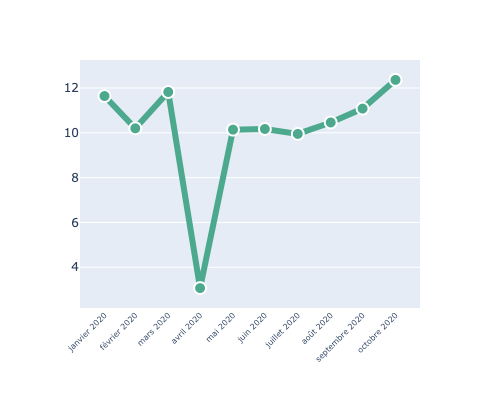 12
10
8
6
4
janvier 2020
février 2020
mars 2020
avril 2020
mai 2020
juin 2020
juillet 2020
août 2020
septembre 2020
octobre 2020